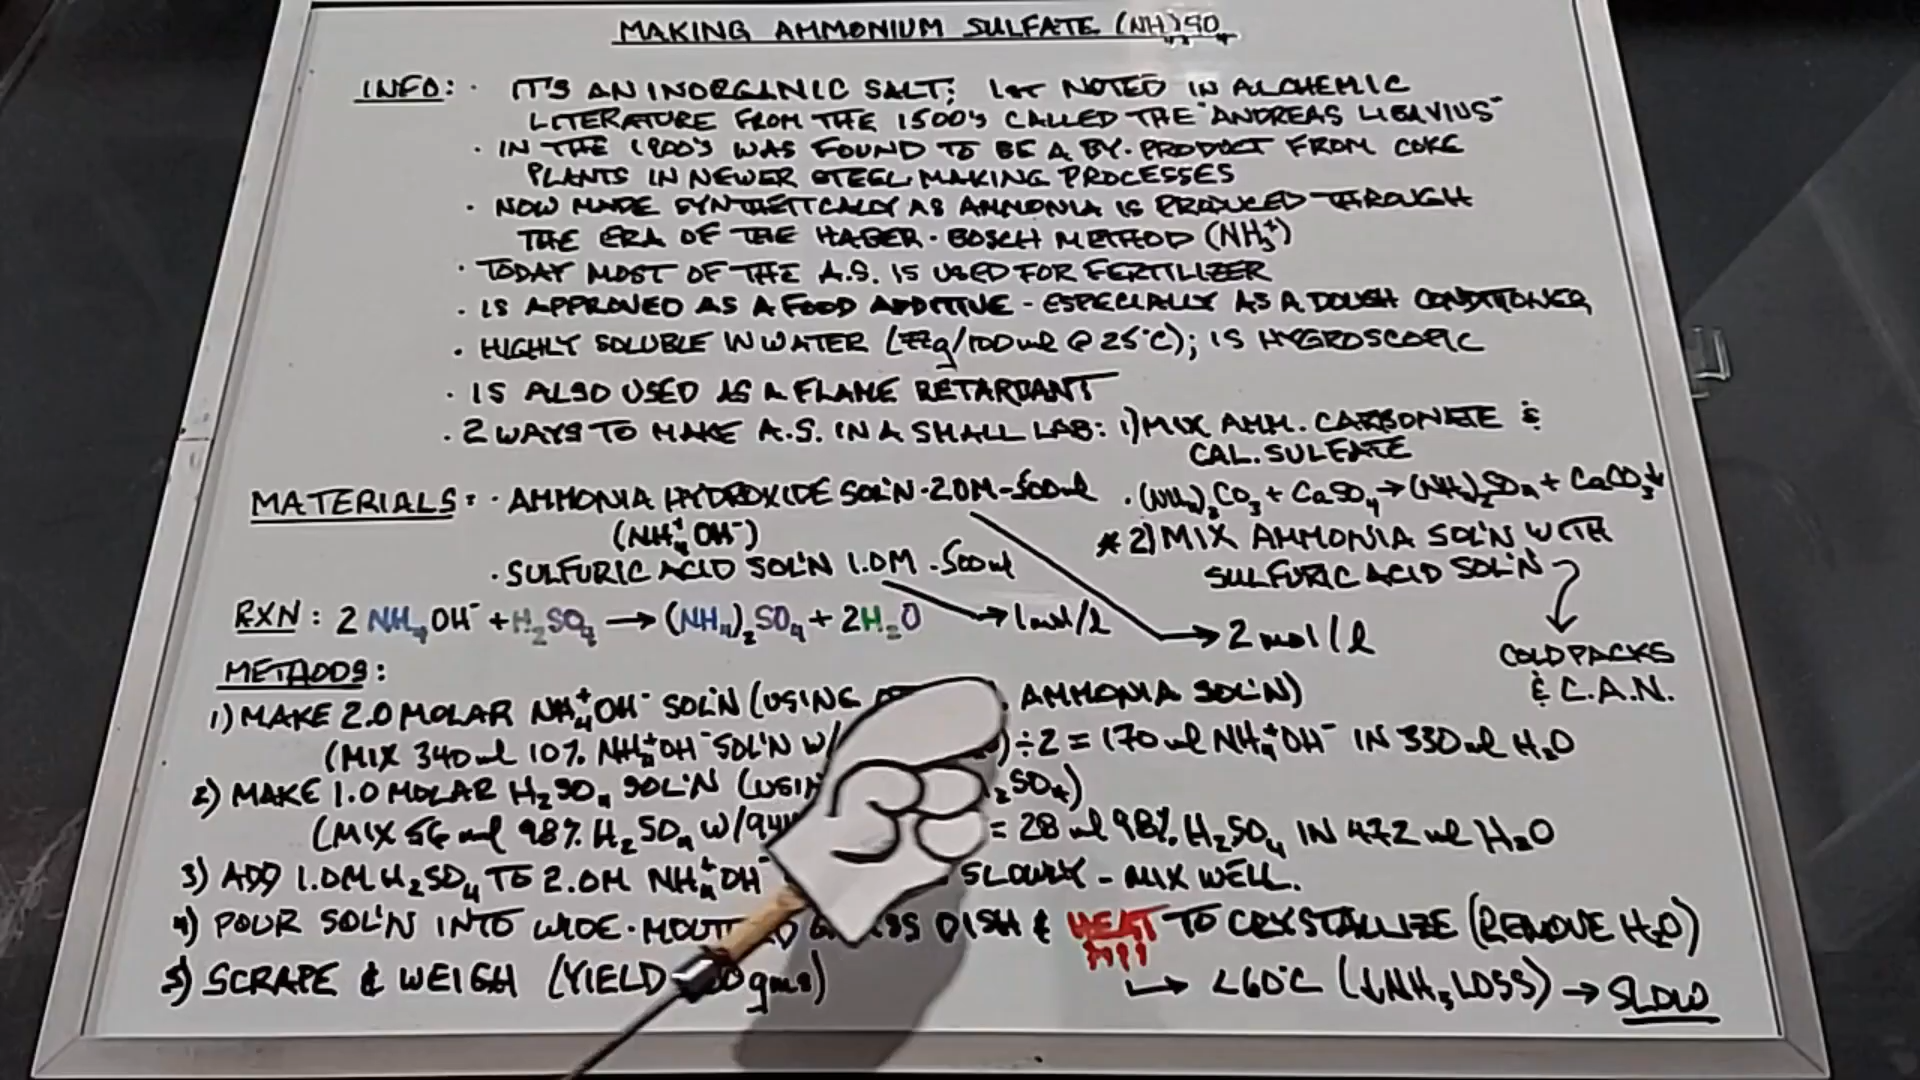 MAKING AMMONIUM SULFATE (NH₄)₂SO₄
INFO: · IT'S AN INORGANIC SALT; 1ST NOTED IN ALCHEMIC
LITERATURE FROM THE 1500'S CALLED THE "ANDREAS LIBAVIUS"
· IN THE 1900'S WAS FOUND TO BE A BY-PRODUCT FROM COKE
PLANTS IN NEWER STEEL MAKING PROCESSES
· NOW MADE SYNTHETICALLY AS AMMONIA IS PRODUCED THROUGH
THE ERA OF THE HABER-BOSCH METHOD (NH₃⁺)
· TODAY MOST OF THE A.S. IS USED FOR FERTILIZER
· IS APPROVED AS A FOOD ADDITIVE - ESPECIALLY AS A DOUGH CONDITIONER
· HIGHLY SOLUBLE IN WATER (77g/100ml @ 25°C); IS HYGROSCOPIC
· IS ALSO USED AS A FLAME RETARDANT
· 2 WAYS TO MAKE A.S. IN A SMALL LAB: 1) MIX AMM. CARBONATE &
CAL. SULFATE
· (NH₄)₂CO₃ + CaSO₄ → (NH₄)₂SO₄ + CaCO₃↓
* 2) MIX AMMONIA SOL'N WITH
SULFURIC ACID SOL'N
COLD PACKS
& C.A.N.
MATERIALS: · AMMONIA HYDROXIDE SOL'N - 2.0M - 500ml
(NH₄⁺OH⁻)
· SULFURIC ACID SOL'N 1.0M - 500ml
RXN: 2 NH₄OH⁻ + H₂SO₄ → (NH₄)₂SO₄ + 2H₂O → 1mol/l → 2 mol/l
METHODS:
1) MAKE 2.0 MOLAR NH₄⁺OH⁻ SOL'N (USING AMMONIA SOL'N)
(MIX 340ml 10% NH₄⁺OH⁻ SOL'N W/ ) ÷2 = 170 ml NH₄⁺OH⁻ IN 330ml H₂O
2) MAKE 1.0 MOLAR H₂SO₄ SOL'N (USING ₂SO₄)
(MIX 56 ml 98% H₂SO₄ W/944 = 28 ml 98% H₂SO₄ IN 472 ml H₂O
3) ADD 1.0M H₂SO₄ TO 2.0M NH₄⁺OH⁻ SLOWLY - MIX WELL.
4) POUR SOL'N INTO WIDE-MOUTHED GLASS DISH & HEAT TO CRYSTALLIZE (REMOVE H₂O)
↳ <60°C (↓NH₃ LOSS) → SLOW
5) SCRAPE & WEIGH (YIELD gms)